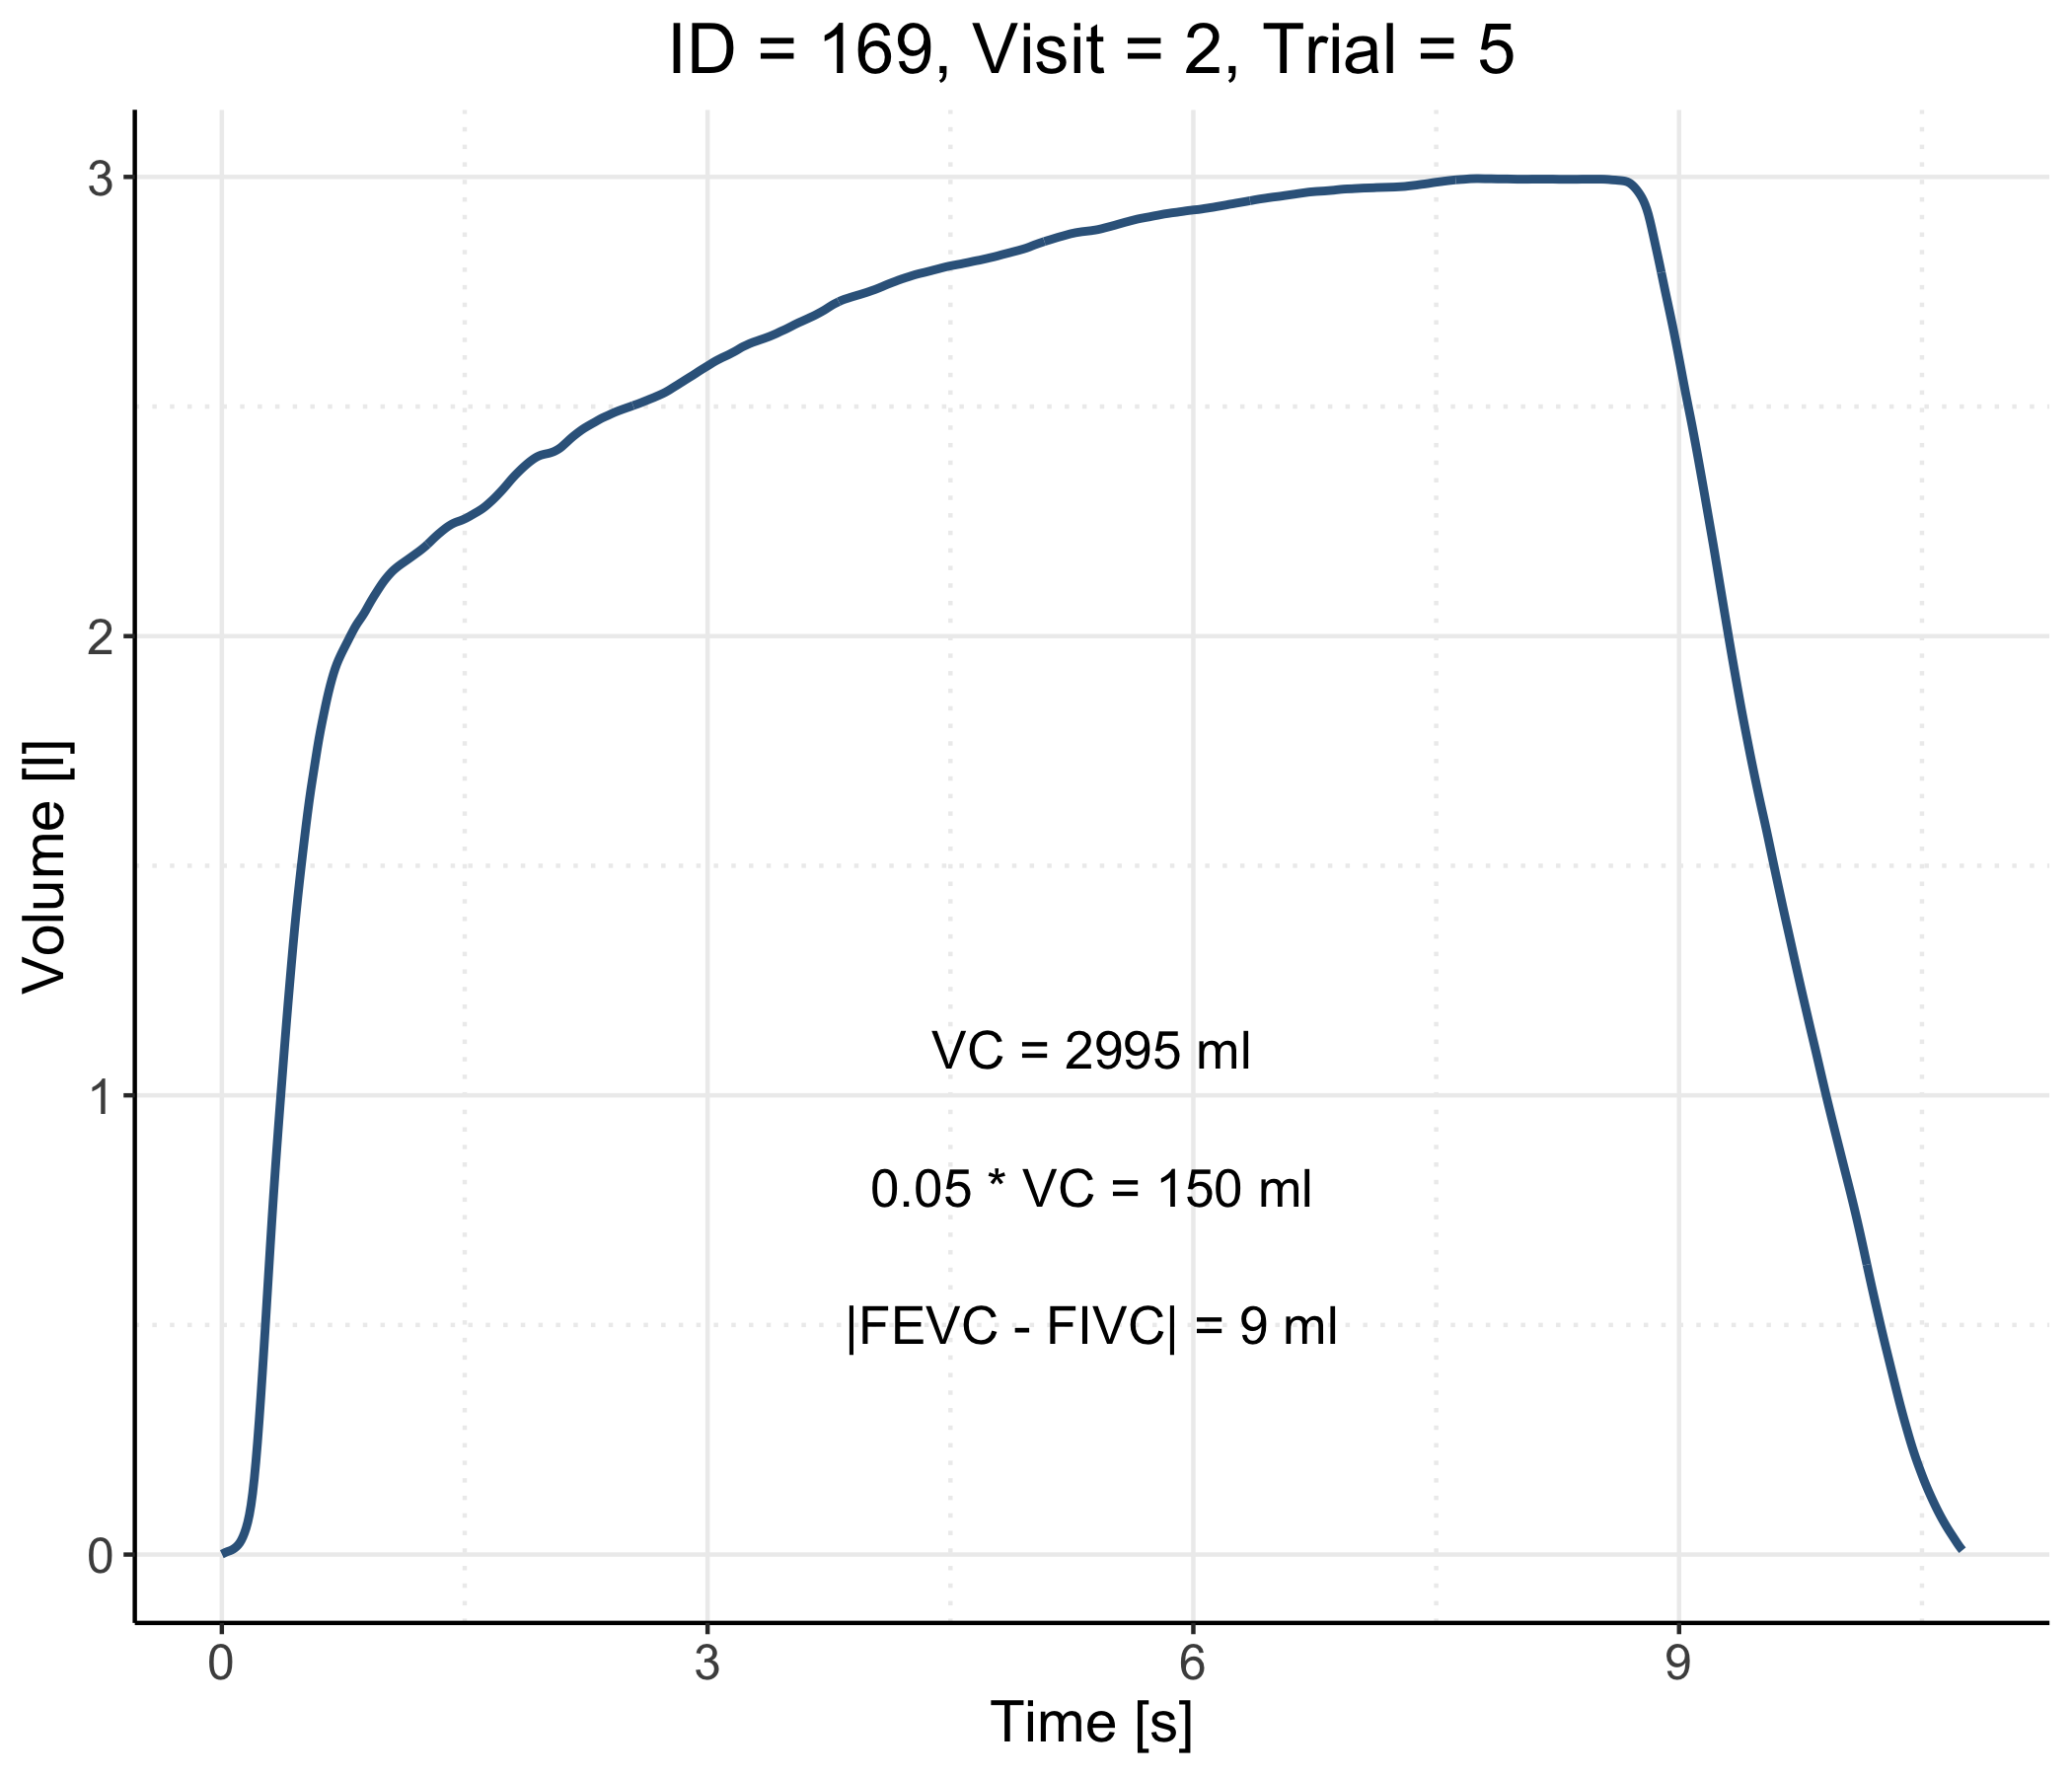 ID = 169, Visit = 2, Trial = 5
3
2
1
0
Volume [l]
VC = 2995 ml
0.05 * VC = 150 ml
|FEVC - FIVC| = 9 ml
0 3 6 9
Time [s]